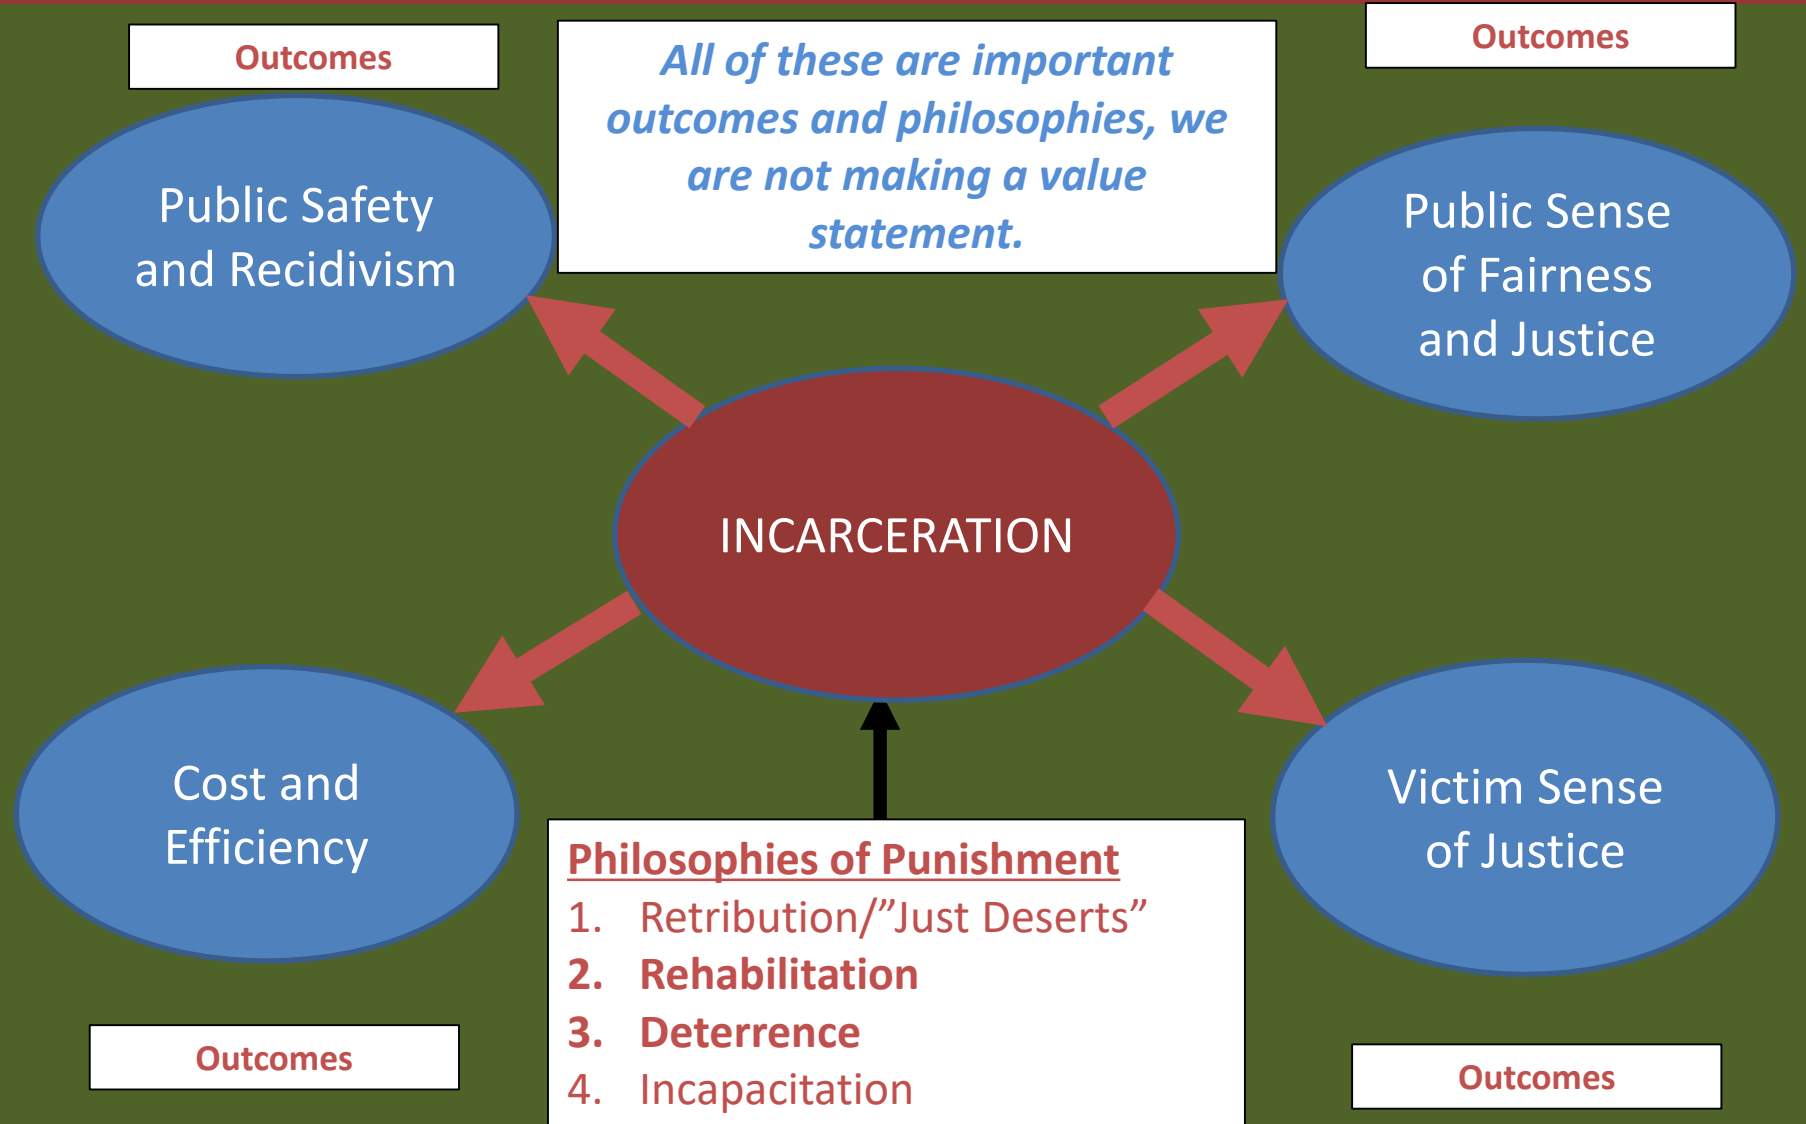 Outcomes
All of these are important
outcomes and philosophies, we
are not making a value
statement.
Outcomes
Public Safety
and Recidivism
Public Sense
of Fairness
and Justice
INCARCERATION
Cost and
Efficiency
Victim Sense
of Justice
Philosophies of Punishment
1. Retribution/”Just Deserts”
2. Rehabilitation
3. Deterrence
4. Incapacitation
Outcomes
Outcomes